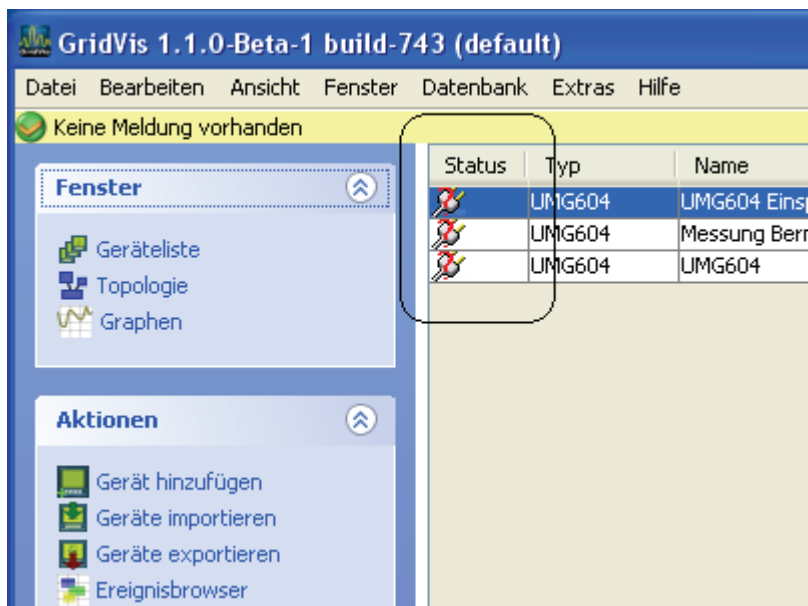 GridVis 1.1.0-Beta-1 build-743 (default)
Datei Bearbeiten Ansicht Fenster Datenbank Extras Hilfe
Keine Meldung vorhanden
Fenster
Geräteliste
Topologie
Graphen
Aktionen
Gerät hinzufügen
Geräte importieren
Geräte exportieren
Ereignisbrowser
Status Typ Name
UMG604 UMG604
UMG604 Messung
UMG604 UMG604